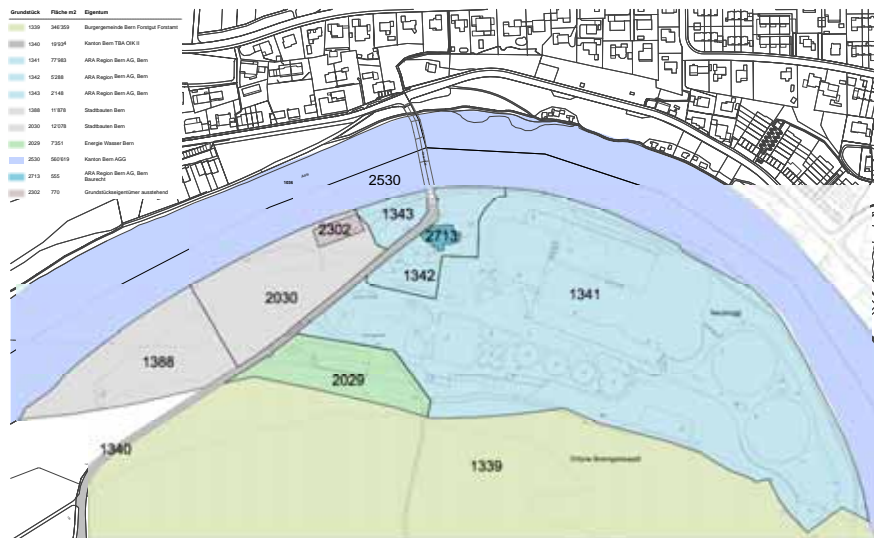 Grundstück Fläche m2 Eigentum
1339 346'359 Burgergemeinde Bern Forstgut Forstamt
1340 Kanton Bern TBA OIK II
1341 77'983 ARA Region Bern AG, Bern
1342 5'288 ARA Region Bern AG, Bern
1343 2'148 ARA Region Bern AG, Bern
1388 11'878 Stadtbauten Bern
2030 12'078 Stadtbauten Bern
2029 7'351 Energie Wasser Bern
2530 560'619 Kanton Bern AGG
2713 555 ARA Region Bern AG, Bern
Baurecht
2302 770 Grundstückseigentümer ausstehend
2530
1343
2302
2713
1342
2030
1341
1388
2029
1340
1339